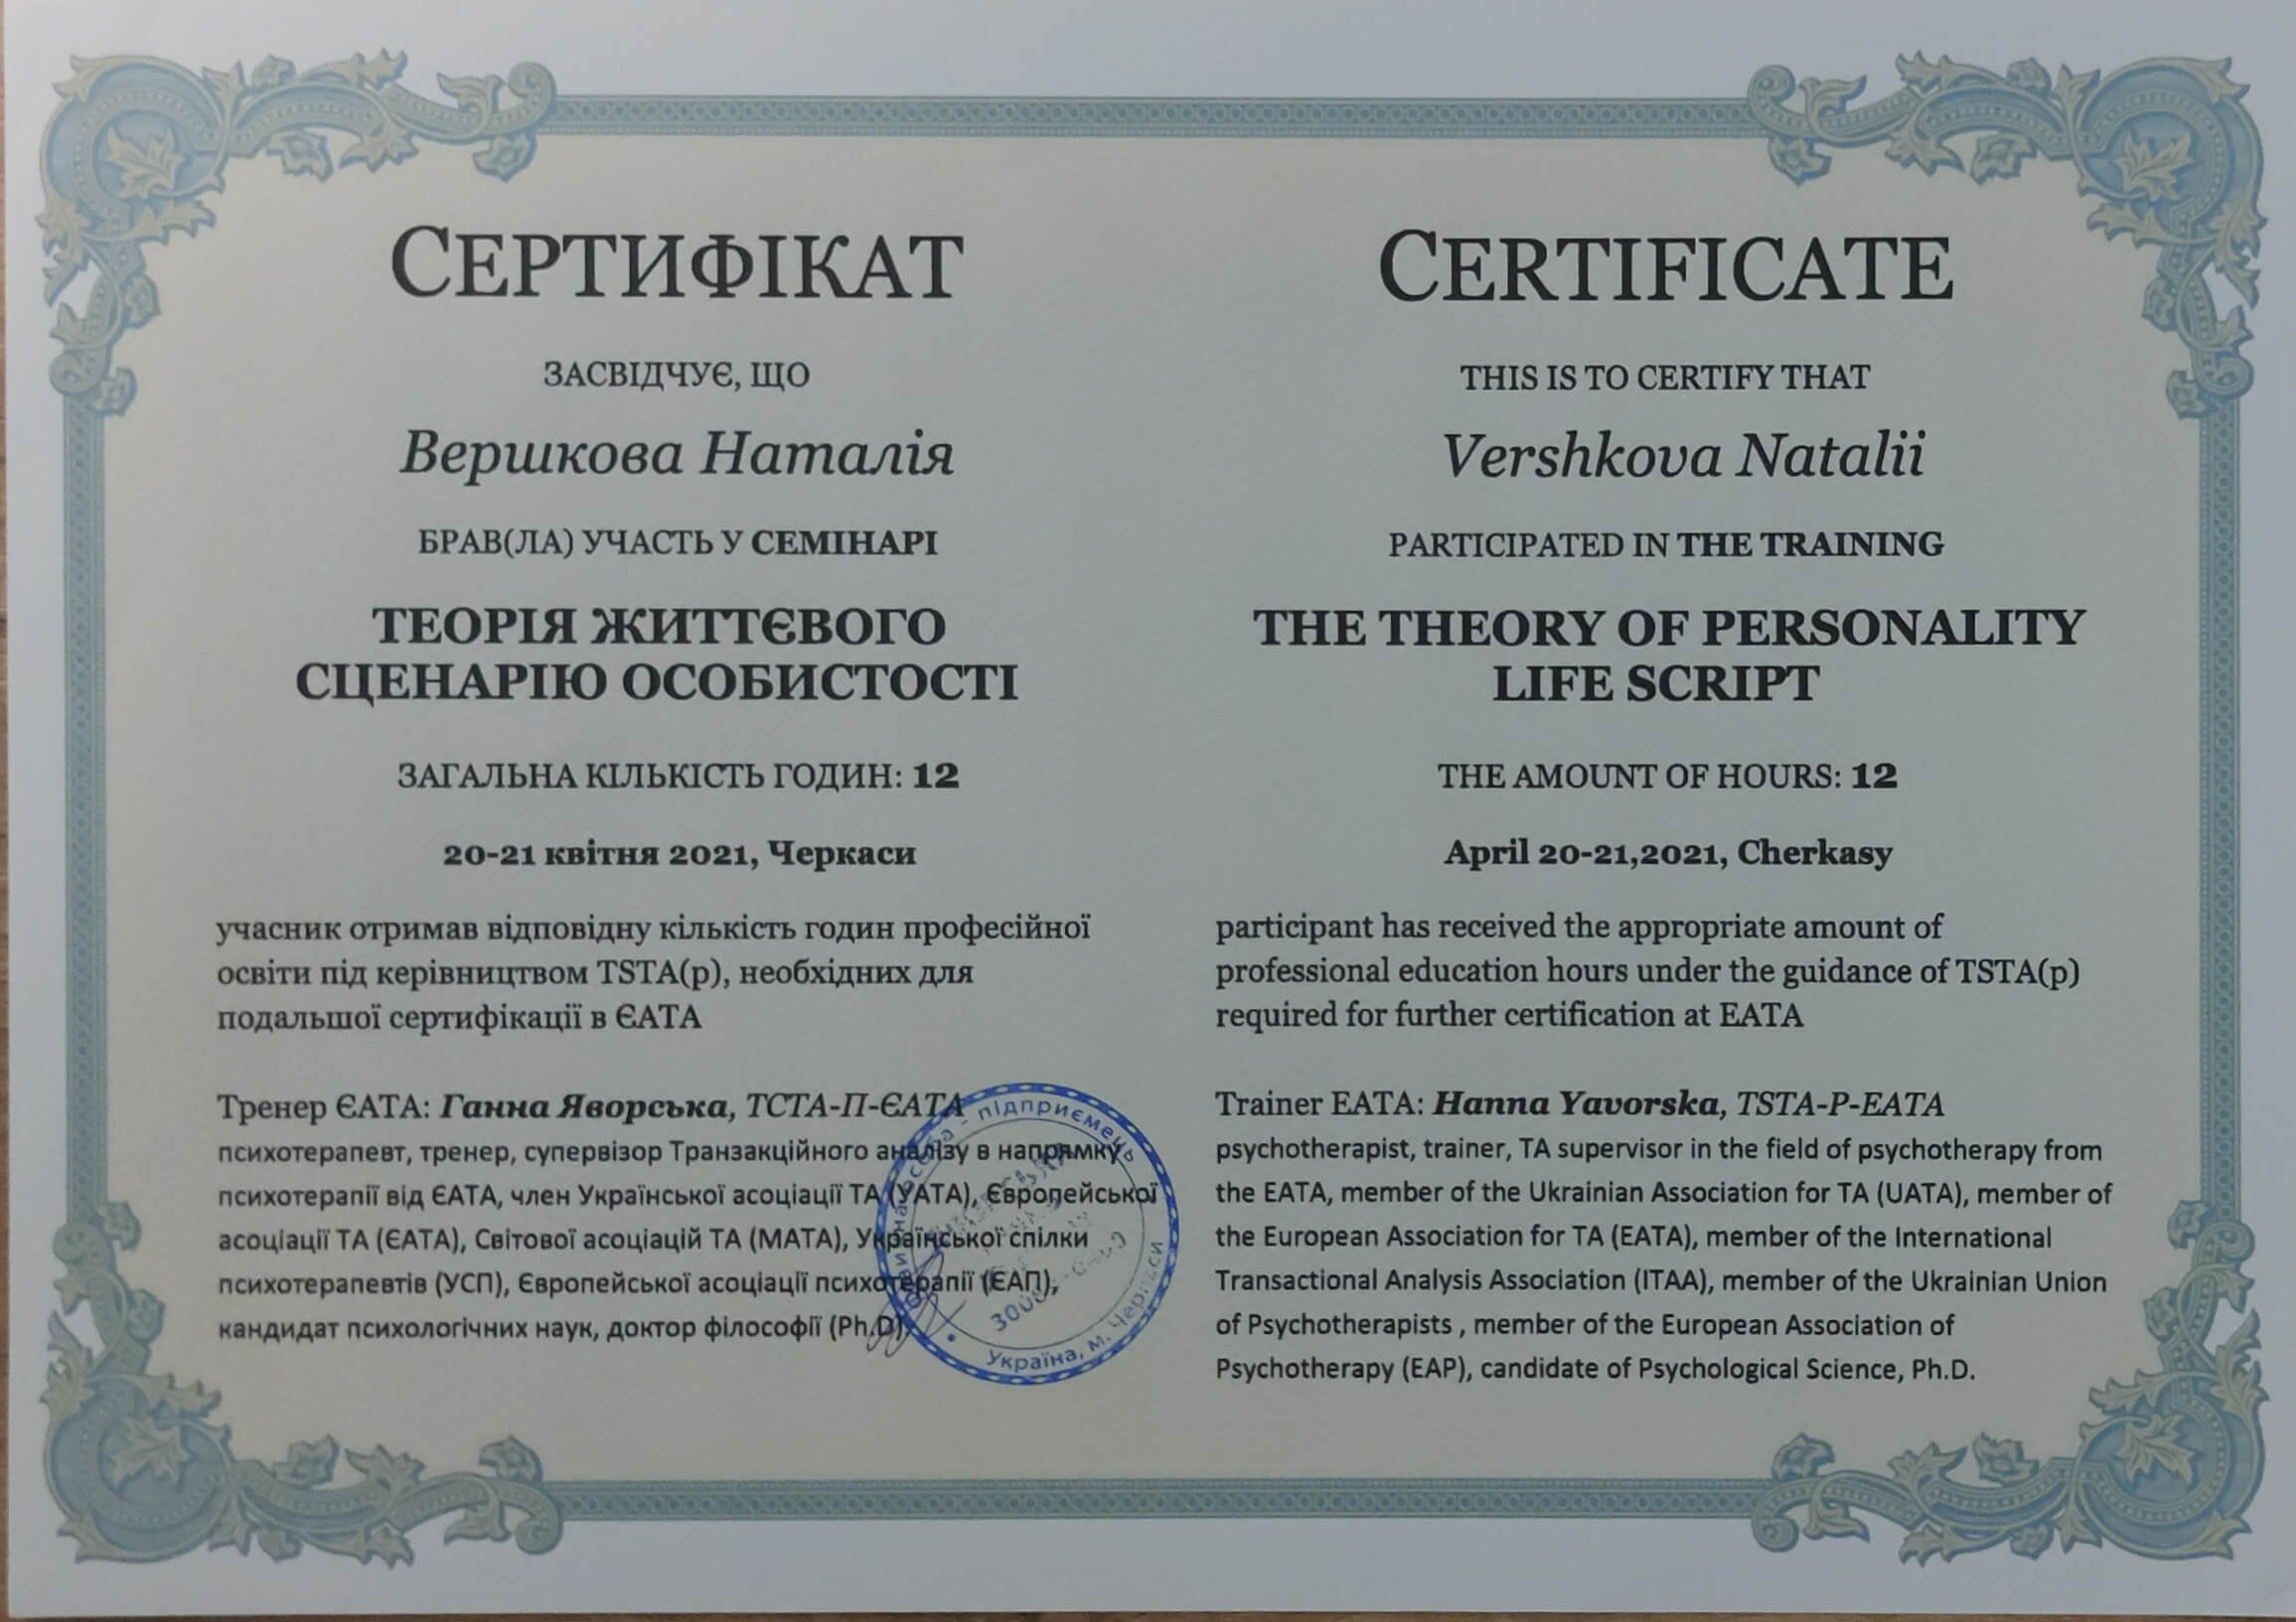 СЕРТИФІКАТ
ЗАСВІДЧУЄ, ЩО
Вершкова Наталія
БРАВ(ЛА) УЧАСТЬ У СЕМІНАРІ
ТЕОРІЯ ЖИТТЄВОГО
СЦЕНАРІЮ ОСОБИСТОСТІ
ЗАГАЛЬНА КІЛЬКІСТЬ ГОДИН: 12
20-21 квітня 2021, Черкаси
учасник отримав відповідну кількість годин професійної
освіти під керівництвом TSTA(p), необхідних для
подальшої сертифікації в ЄАТА
Тренер ЄАТА: Ганна Яворська, ТСТА-П-ЄАТА
психотерапевт, тренер, супервізор Транзакційного аналізу в напрямку
психотерапії від ЄАТА, член Української асоціації ТА (УАТА), Європейської
асоціації ТА (ЄАТА), Світової асоціацій ТА (МАТА), Української спілки
психотерапевтів (УСП), Європейської асоціації психотерапії (ЄАП),
кандидат психологічних наук, доктор філософії (Ph.D)
підприємець
Україна, м.
CERTIFICATE
THIS IS TO CERTIFY THAT
Vershkova Natalii
PARTICIPATED IN THE TRAINING
THE THEORY OF PERSONALITY
LIFE SCRIPT
THE AMOUNT OF HOURS: 12
April 20-21,2021, Cherkasy
participant has received the appropriate amount of
professional education hours under the guidance of TSTA(p)
required for further certification at EATA
Trainer EATA: Hanna Yavorska, TSTA-P-EATA
psychotherapist, trainer, TA supervisor in the field of psychotherapy from
the EATA, member of the Ukrainian Association for TA (UATA), member of
the European Association for TA (EATA), member of the International
Transactional Analysis Association (ITAA), member of the Ukrainian Union
of Psychotherapists , member of the European Association of
Psychotherapy (EAP), candidate of Psychological Science, Ph.D.